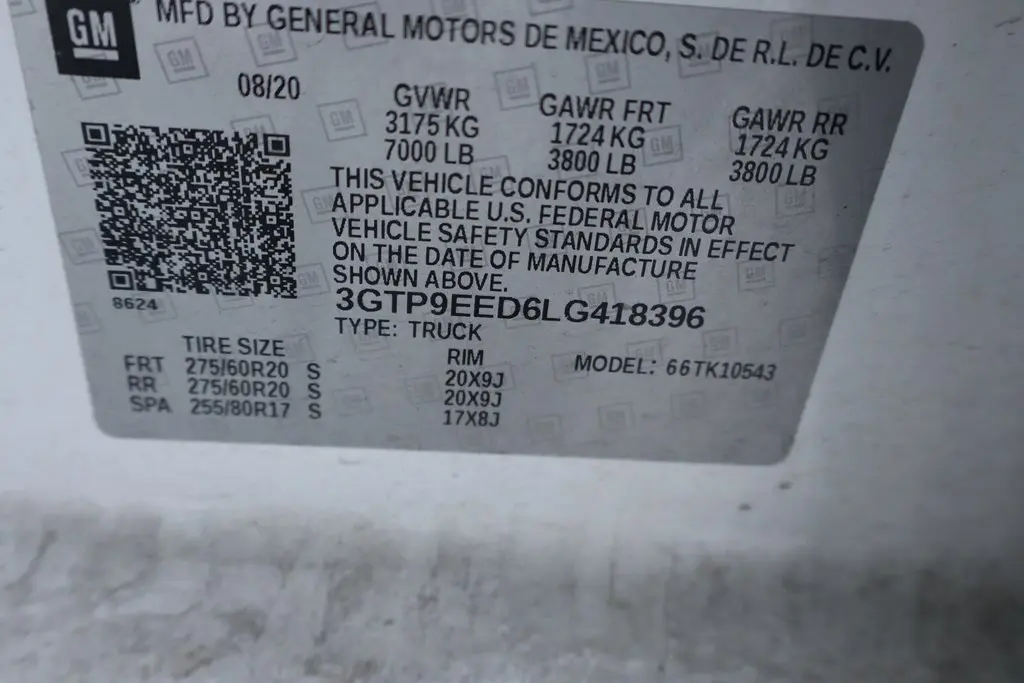 GM
MFD BY GENERAL MOTORS DE MEXICO, S. DE R.L. DE C.V.
08/20
GVWR
3175 KG
7000 LB
GAWR FRT
1724 KG
3800 LB
GAWR RR
1724 KG
3800 LB
THIS VEHICLE CONFORMS TO ALL
APPLICABLE U.S. FEDERAL MOTOR
VEHICLE SAFETY STANDARDS IN EFFECT
ON THE DATE OF MANUFACTURE
SHOWN ABOVE.
8624
3GTP9EED6LG418396
TYPE: TRUCK
TIRE SIZE RIM MODEL: 66TK10543
FRT 275/60R20 S 20X9J
RR 275/60R20 S 20X9J
SPA 255/80R17 S 17X8J